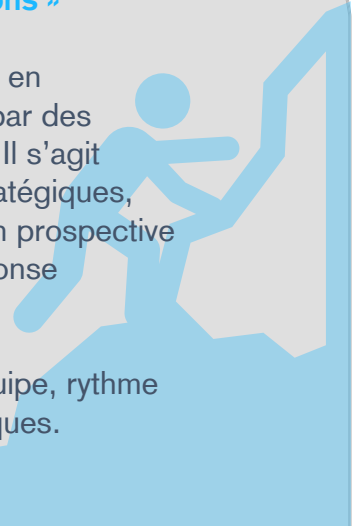 ons »
en
par des
Il s’agit
atégiques,
n prospective
onse
uipe, rythme
ques.